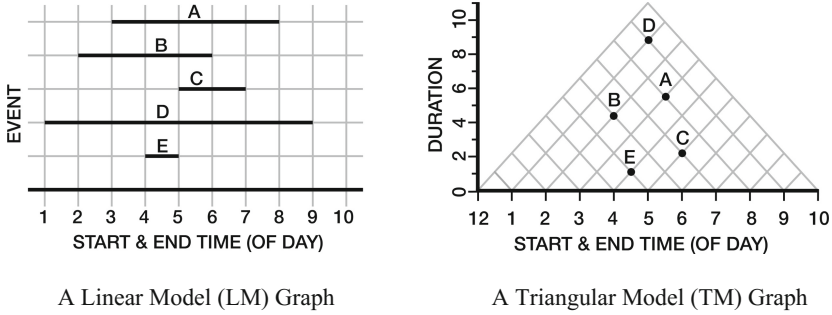 A
B
C
D
E
EVENT
1 2 3 4 5 6 7 8 9 10
START & END TIME (OF DAY)
A Linear Model (LM) Graph
10
8
6
4
2
0
DURATION
D
A
B
C
E
12 1 2 3 4 5 6 7 8 9 10
START & END TIME (OF DAY)
A Triangular Model (TM) Graph